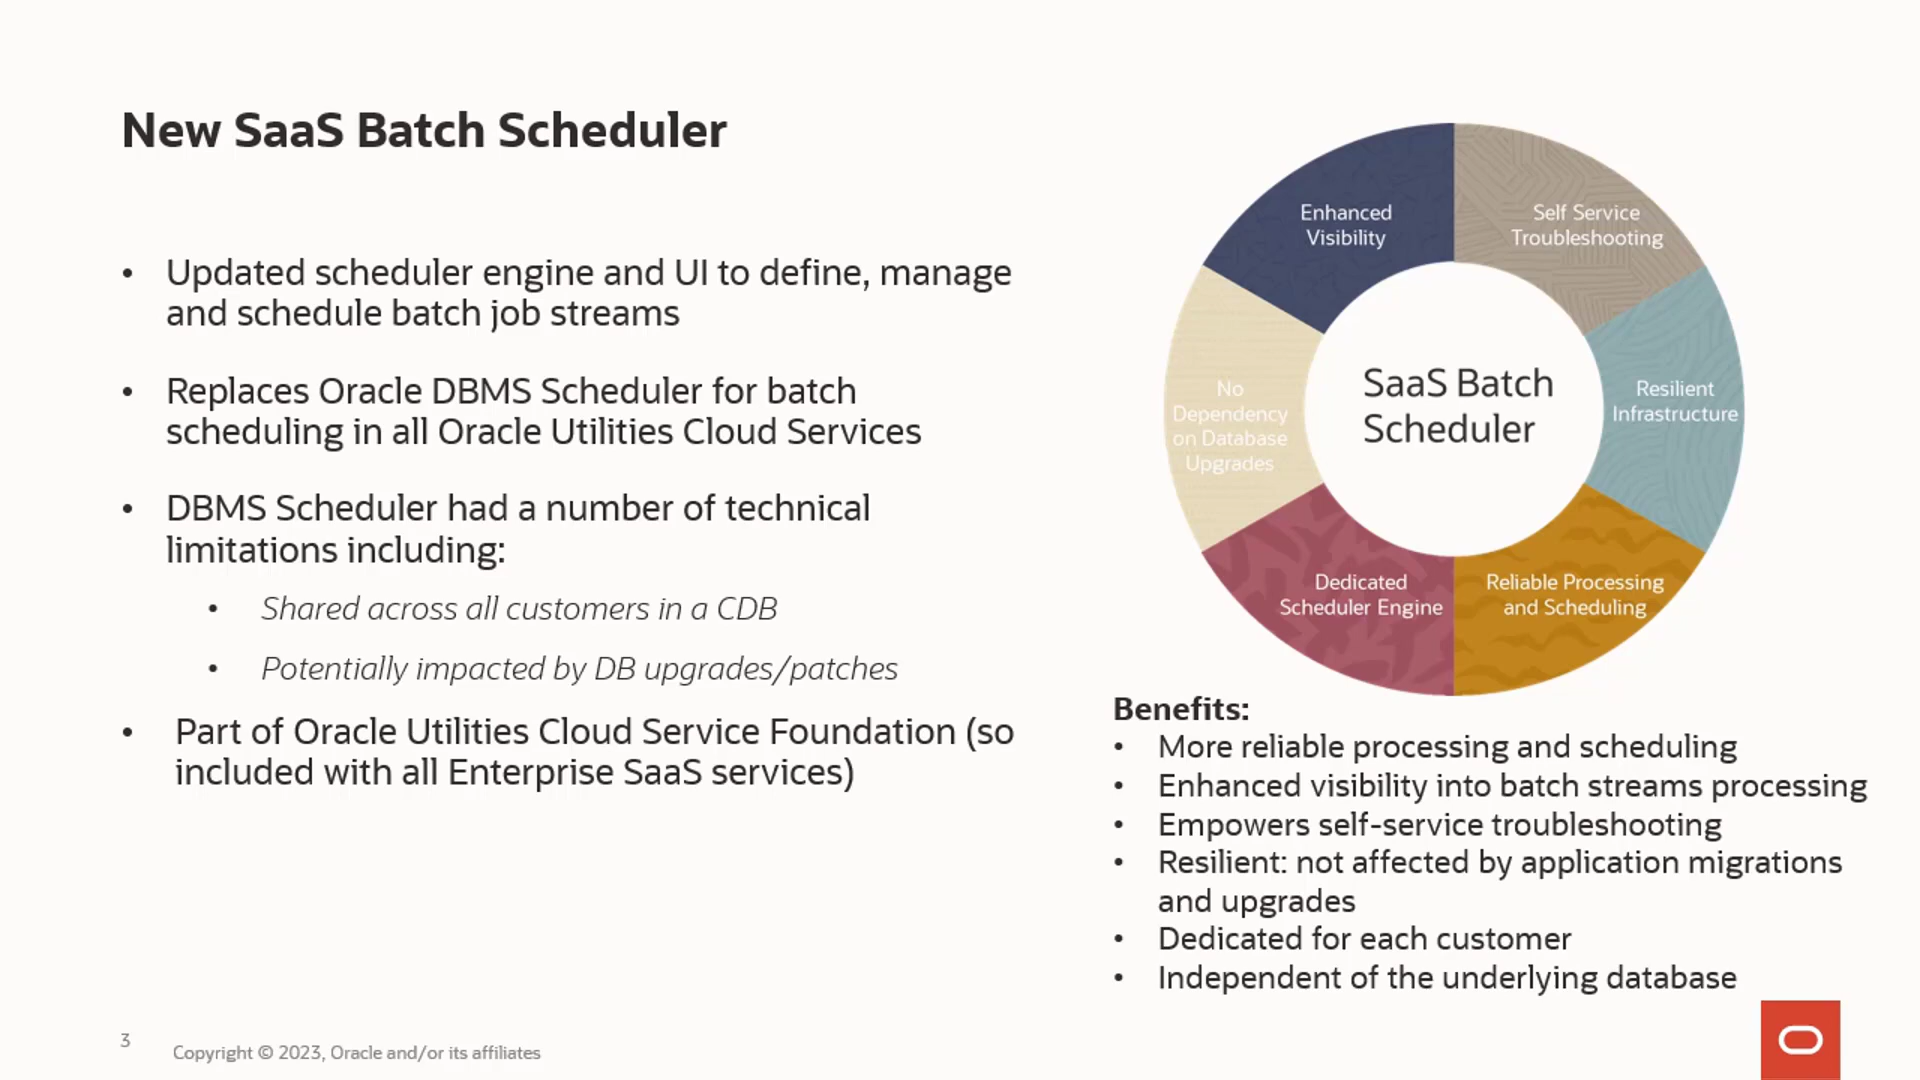 New SaaS Batch Scheduler
• Updated scheduler engine and UI to define, manage
and schedule batch job streams
• Replaces Oracle DBMS Scheduler for batch
scheduling in all Oracle Utilities Cloud Services
• DBMS Scheduler had a number of technical
limitations including:
• Shared across all customers in a CDB
• Potentially impacted by DB upgrades/patches
• Part of Oracle Utilities Cloud Service Foundation (so
included with all Enterprise SaaS services)
Enhanced
Visibility
Self Service
Troubleshooting
No
Dependency
on Database
Upgrades
SaaS Batch
Scheduler
Resilient
Infrastructure
Dedicated
Scheduler Engine
Reliable Processing
and Scheduling
Benefits:
• More reliable processing and scheduling
• Enhanced visibility into batch streams processing
• Empowers self-service troubleshooting
• Resilient: not affected by application migrations
and upgrades
• Dedicated for each customer
• Independent of the underlying database
3
Copyright © 2023, Oracle and/or its affiliates